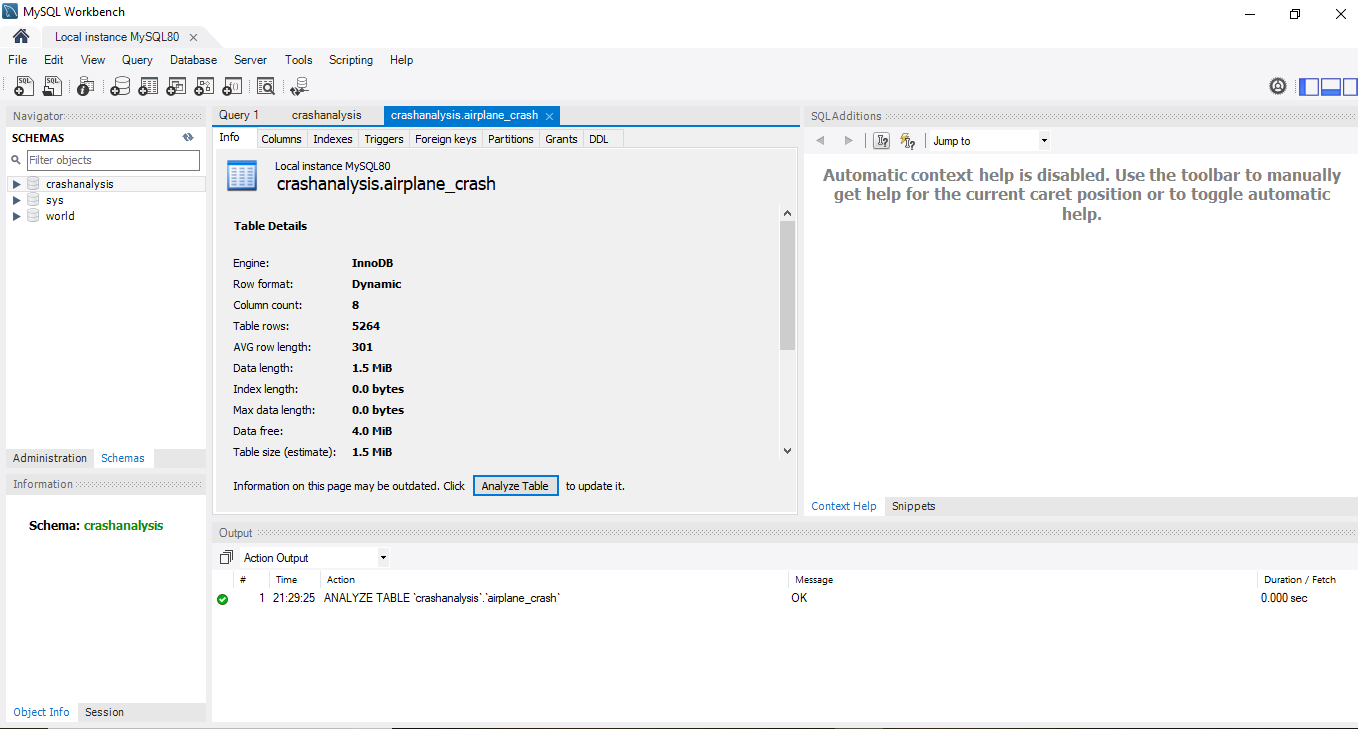 MySQL Workbench
Local instance MySQL80
File Edit View Query Database Server Tools Scripting Help
Navigator
SCHEMAS
Filter objects
crashanalysis
sys
world
Administration Schemas
Information
Schema: crashanalysis
Object Info Session
Query 1 crashanalysis crashanalysis.airplane_crash
Info Columns Indexes Triggers Foreign keys Partitions Grants DDL
Local instance MySQL80
crashanalysis.airplane_crash
Table Details
Engine: InnoDB
Row format: Dynamic
Column count: 8
Table rows: 5264
AVG row length: 301
Data length: 1.5 MiB
Index length: 0.0 bytes
Max data length: 0.0 bytes
Data free: 4.0 MiB
Table size (estimate): 1.5 MiB
Information on this page may be outdated. Click Analyze Table to update it.
SQLAdditions
Jump to
Automatic context help is disabled. Use the toolbar to manually
get help for the current caret position or to toggle automatic
help.
Context Help Snippets
Output
Action Output
# Time Action Message Duration / Fetch
1 21:29:25 ANALYZE TABLE `crashanalysis`.`airplane_crash` OK 0.000 sec